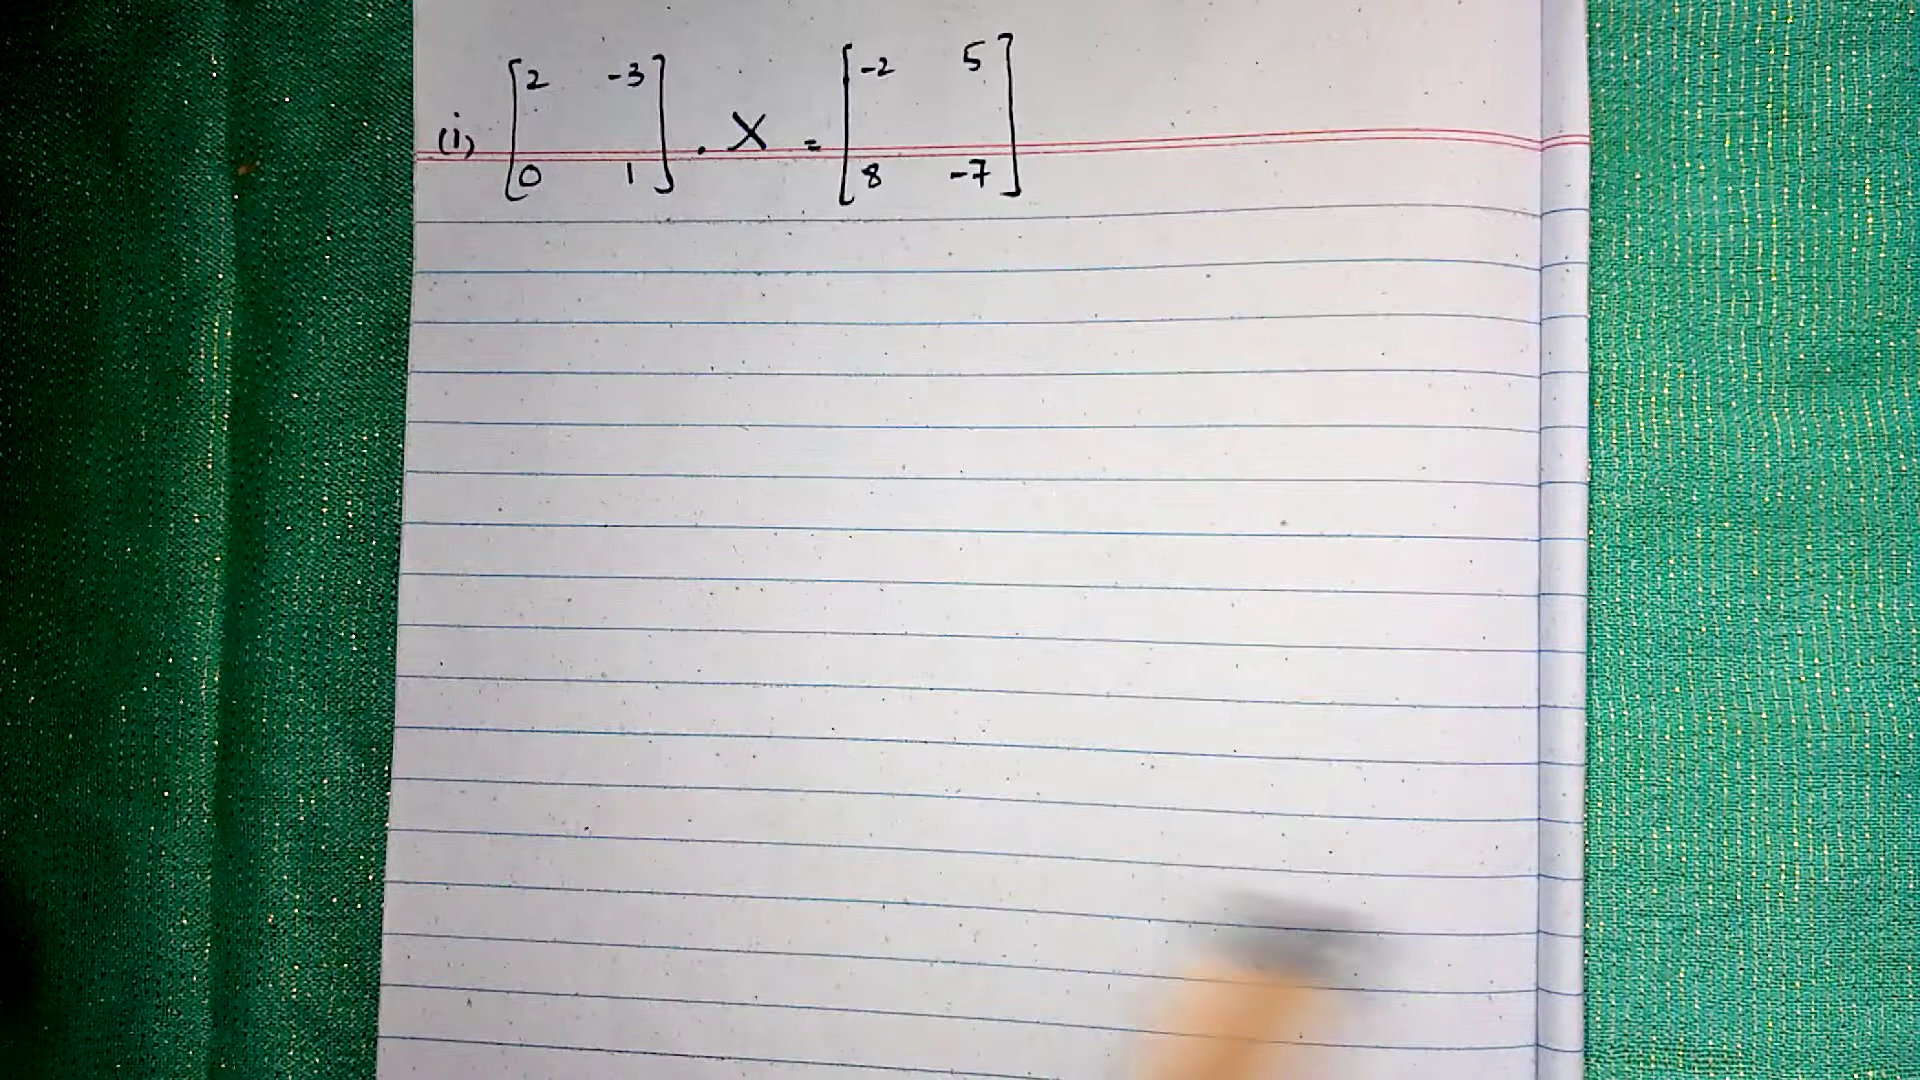 (i) [2 -3] . X = [-2 5]
[0 1] [8 -7]